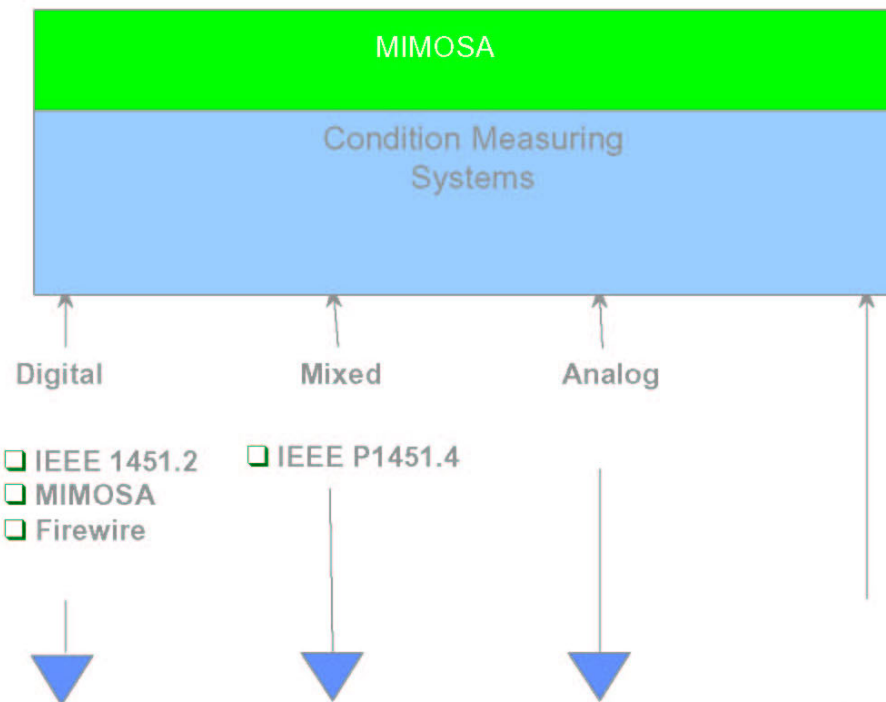 MIMOSA
Condition Measuring
Systems
Digital
Mixed
Analog
IEEE 1451.2
MIMOSA
Firewire
IEEE P1451.4